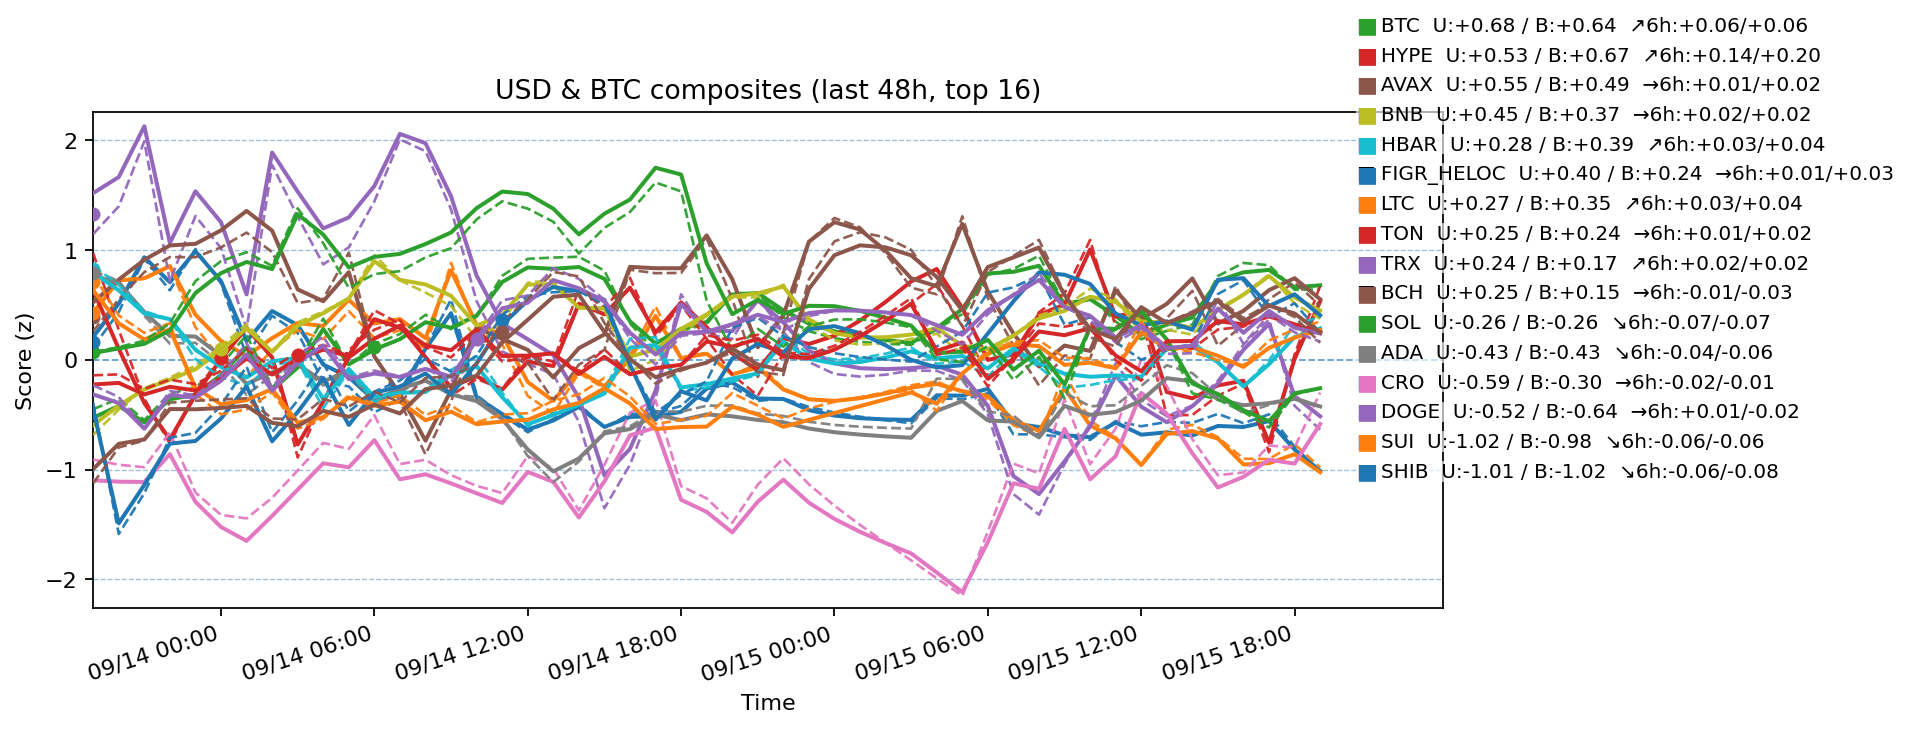 BTC U:+0.68 / B:+0.64 ↗6h:+0.06/+0.06
HYPE U:+0.53 / B:+0.67 ↗6h:+0.14/+0.20
USD & BTC composites (last 48h, top 16)
AVAX U:+0.55 / B:+0.49 →6h:+0.01/+0.02
BNB U:+0.45 / B:+0.37 →6h:+0.02/+0.02
HBAR U:+0.28 / B:+0.39 ↗6h:+0.03/+0.04
FIGR_HELOC U:+0.40 / B:+0.24 →6h:+0.01/+0.03
LTC U:+0.27 / B:+0.35 ↗6h:+0.03/+0.04
TON U:+0.25 / B:+0.24 →6h:+0.01/+0.02
TRX U:+0.24 / B:+0.17 ↗6h:+0.02/+0.02
BCH U:+0.25 / B:+0.15 →6h:-0.01/-0.03
SOL U:-0.26 / B:-0.26 ↘6h:-0.07/-0.07
ADA U:-0.43 / B:-0.43 ↘6h:-0.04/-0.06
CRO U:-0.59 / B:-0.30 →6h:-0.02/-0.01
DOGE U:-0.52 / B:-0.64 →6h:+0.01/-0.02
SUI U:-1.02 / B:-0.98 ↘6h:-0.06/-0.06
SHIB U:-1.01 / B:-1.02 ↘6h:-0.06/-0.08
Score (z)
2
1
0
−1
−2
09/14 00:00
09/14 06:00
09/14 12:00
09/14 18:00
09/15 00:00
09/15 06:00
09/15 12:00
09/15 18:00
Time